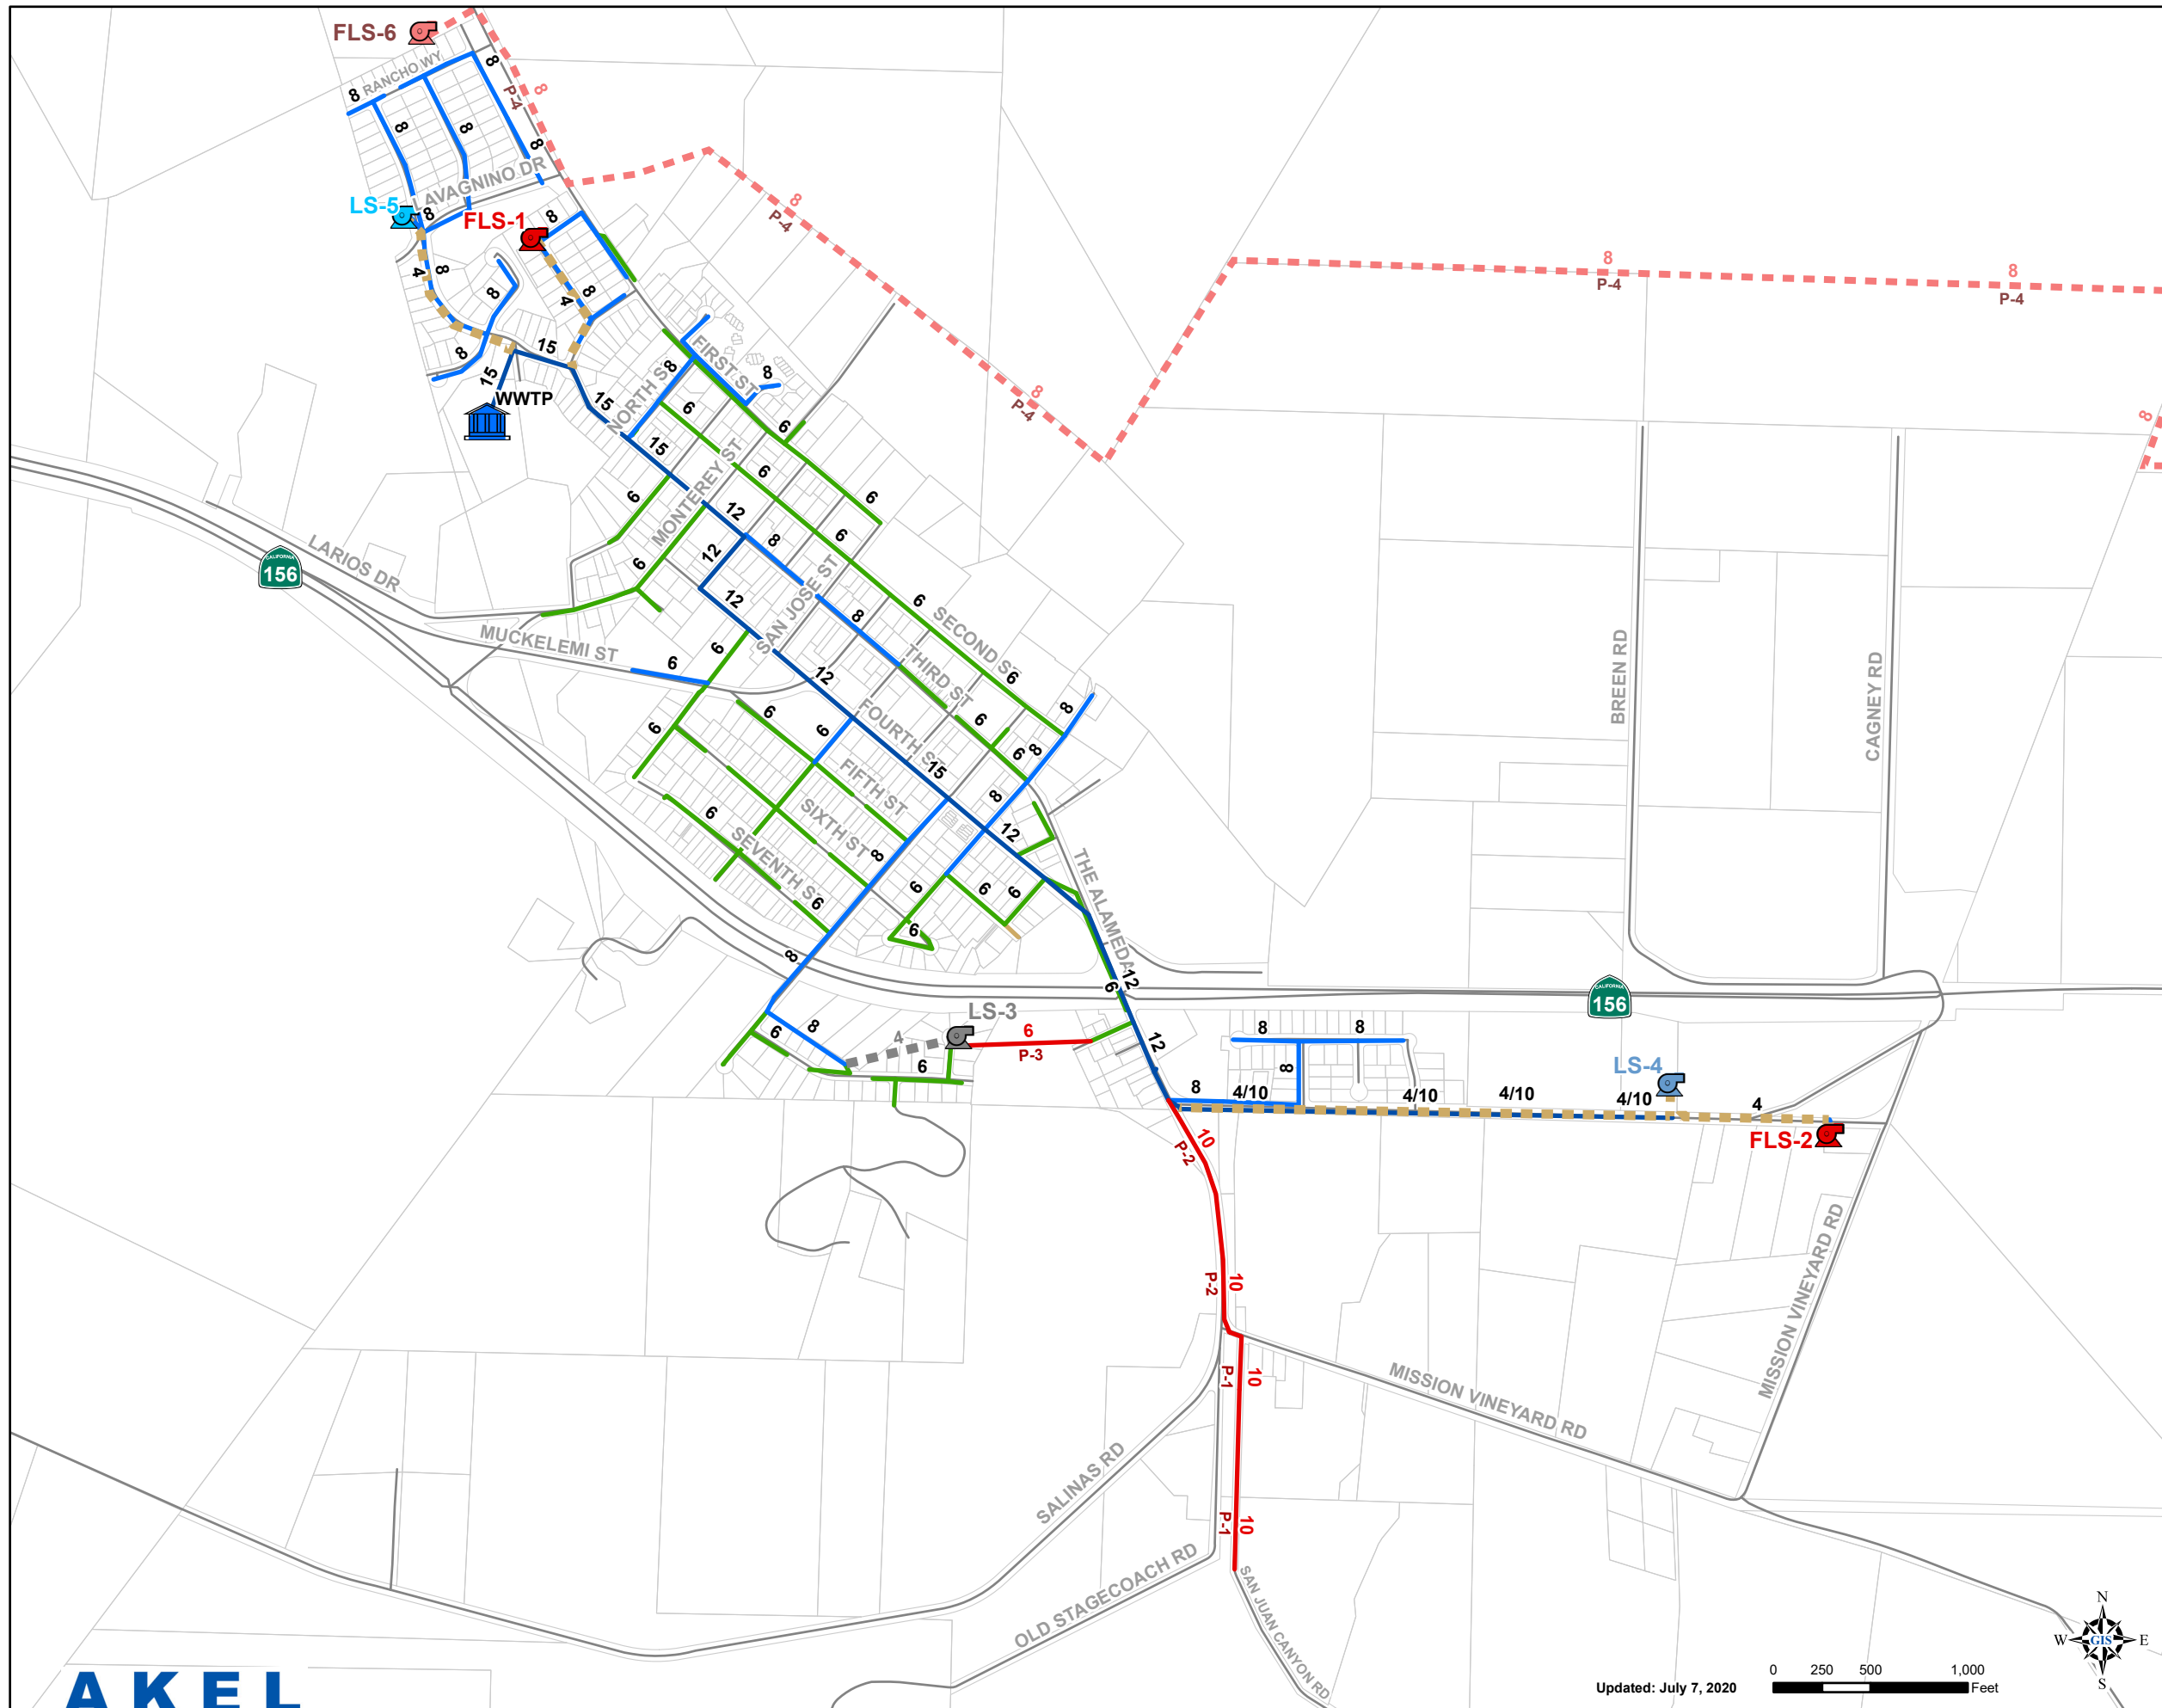 FLS-6
8
RANCHO WY
8
P-4
8
8
8
8
LAVAGNINO DR
LS-5
8
FLS-1
8
8
P-4
8
P-4
8
P-4
4
8
8
4
8
8
15
15
WWTP
15
NORTH ST
8
FIRST ST
8
8
P-4
8
6
6
15
6
6
MONTEREY ST
6
12
6
8
6
12
6
12
CALIFORNIA
156
LARIOS DR
MUCKELEMI ST
6
6
SAN JOSE ST
8
6
SECOND ST
6
THIRD ST
12
6
8
6
6
6
FOURTH ST
6
8
15
FIFTH ST
8
BREEN RD
CAGNEY RD
6
SIXTH ST
8
12
SEVENTH ST
6
6
6
6
THE ALAMEDA
6
8
12
6
CALIFORNIA
156
LS-3
4
6
P-3
6
8
6
12
8
8
8
LS-4
8
4/10
4/10
4/10
4/10
4
FLS-2
10
P-2
10
P-2
MISSION VINEYARD RD
10
P-1
MISSION VINEYARD RD
SALINAS RD
10
P-1
OLD STAGECOACH RD
SAN JUAN CANYON RD
N
W GIS E
S
0 250 500 1,000
Feet
Updated: July 7, 2020
AKEL